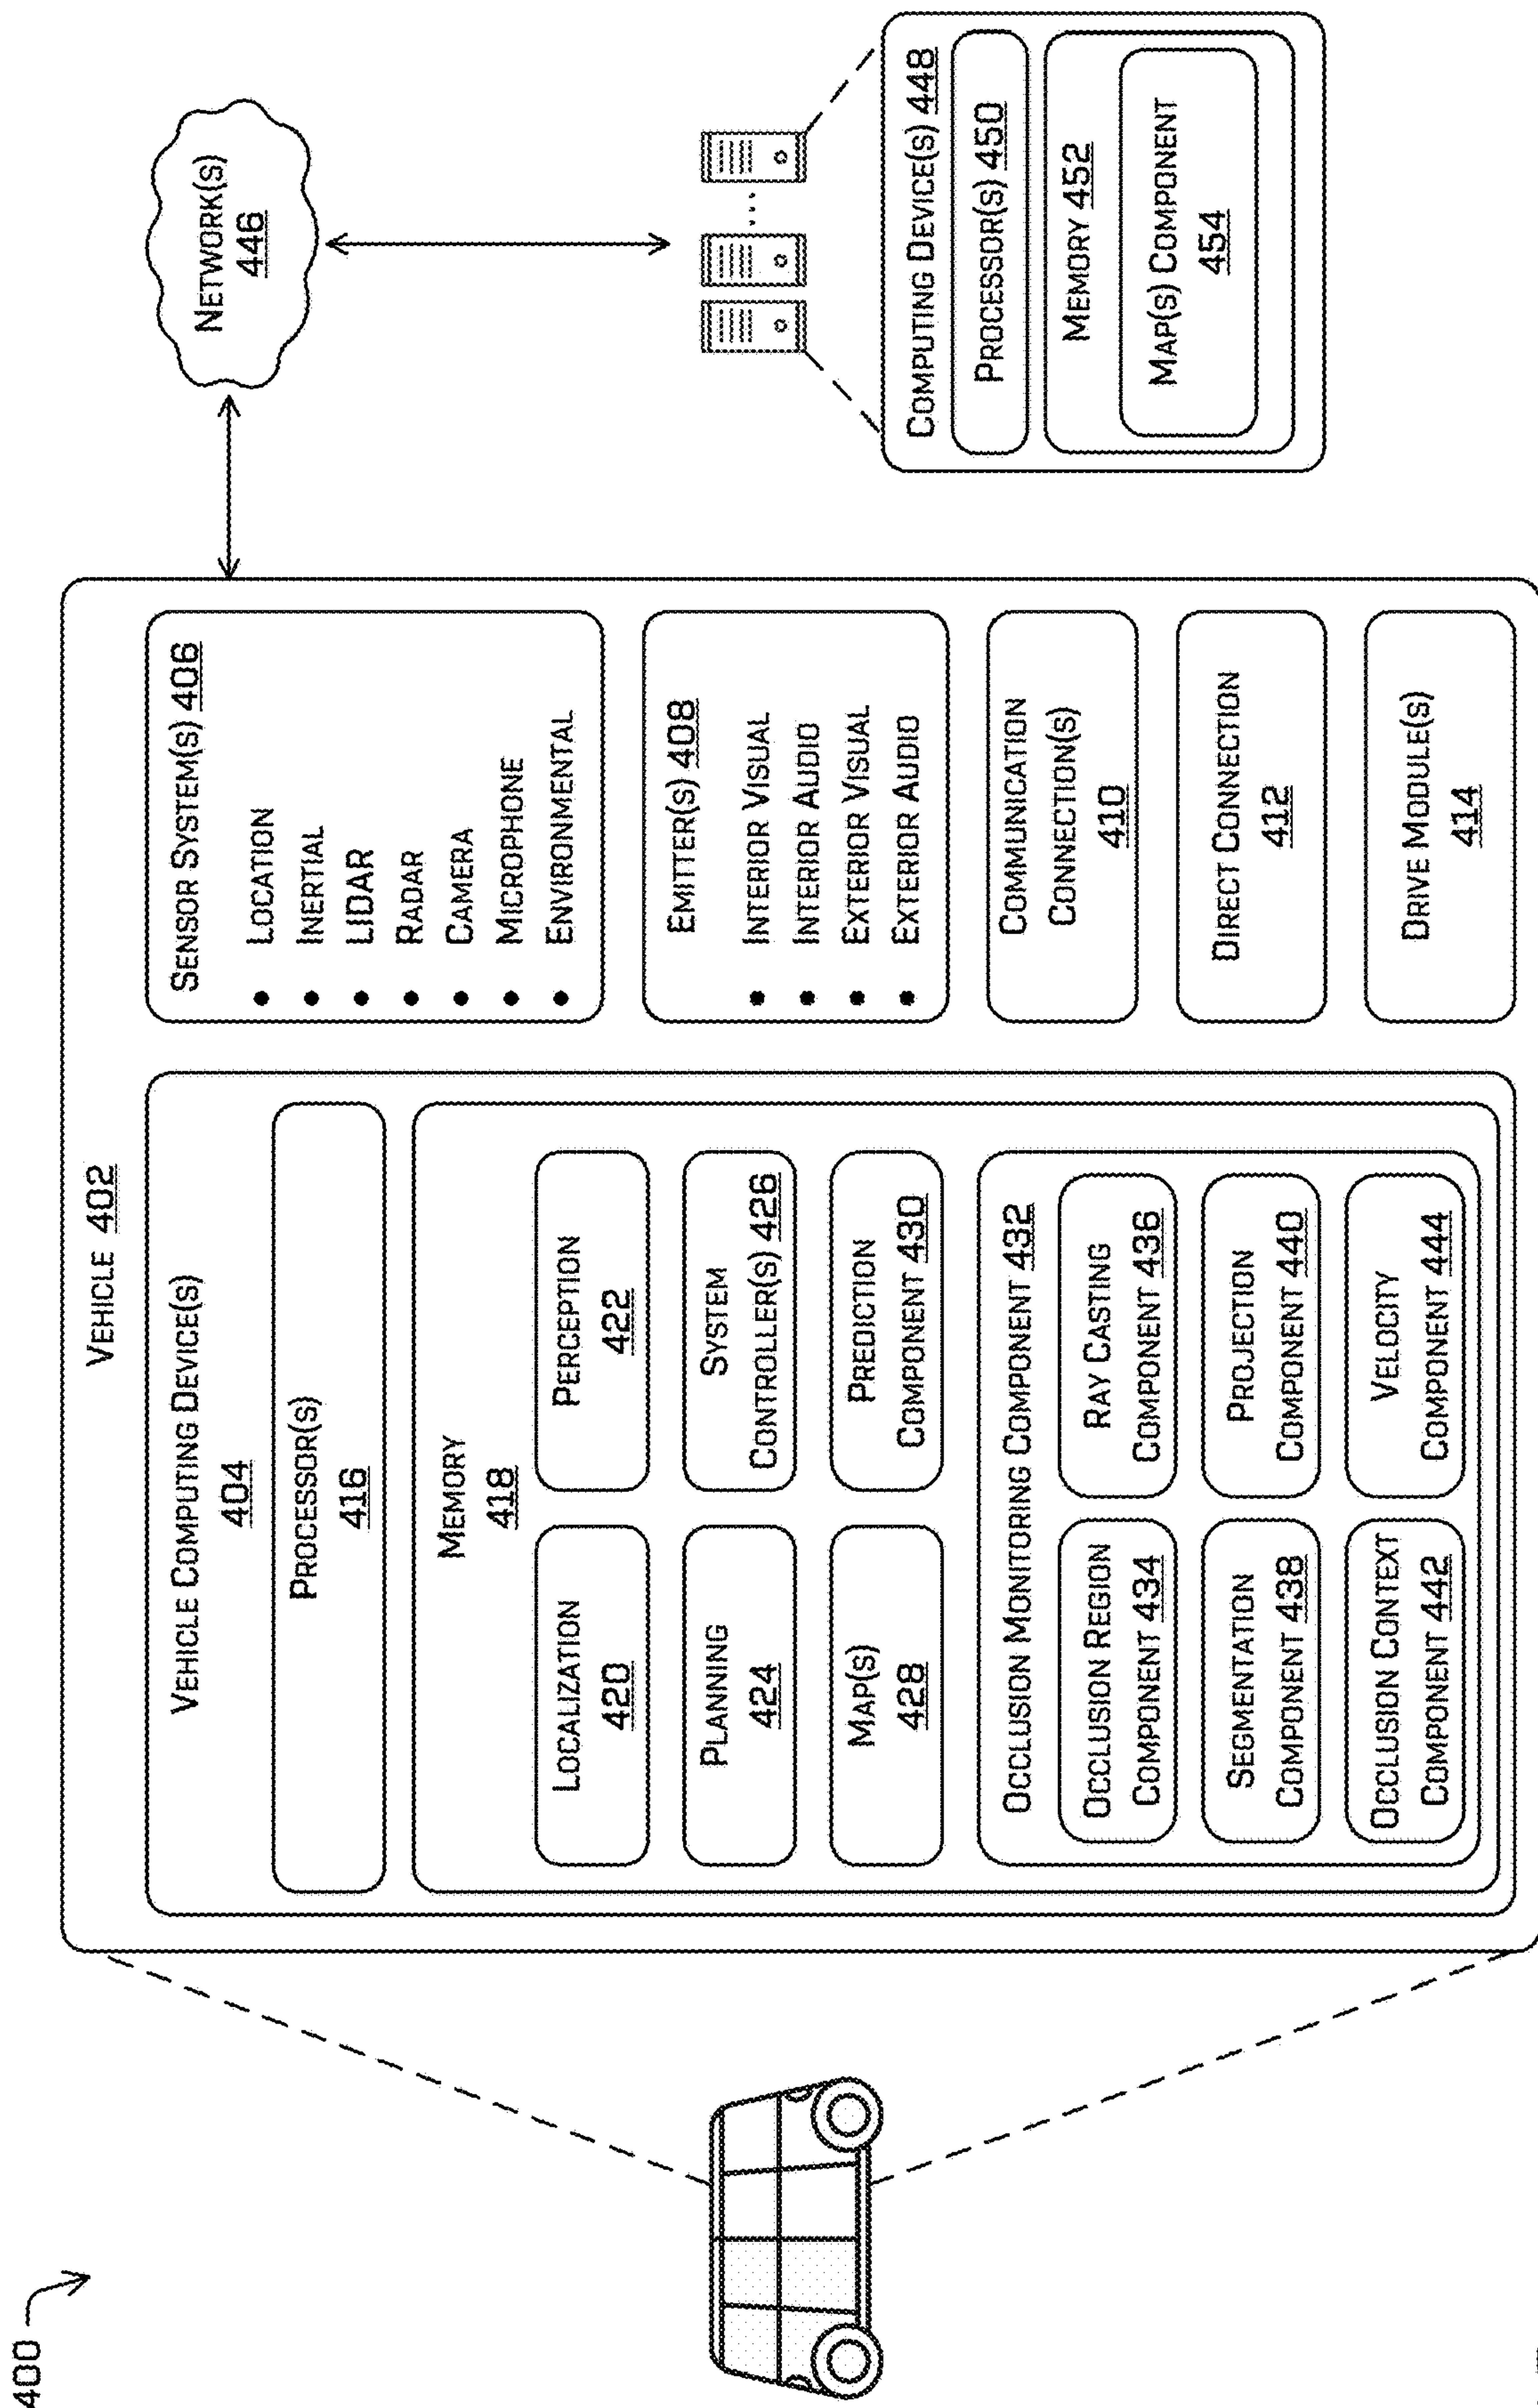 400
VEHICLE 402
VEHICLE COMPUTING DEVICE(S)
404
PROCESSOR(S)
416
MEMORY
418
LOCALIZATION
420
PERCEPTION
422
PLANNING
424
SYSTEM
CONTROLLER(S) 426
MAP(S)
428
PREDICTION
COMPONENT 430
OCCLUSION MONITORING COMPONENT 432
OCCLUSION REGION
COMPONENT 434
RAY CASTING
COMPONENT 436
SEGMENTATION
COMPONENT 438
PROJECTION
COMPONENT 440
OCCLUSION CONTEXT
COMPONENT 442
VELOCITY
COMPONENT 444
SENSOR SYSTEM(S) 406
• LOCATION
• INERTIAL
• LIDAR
• RADAR
• CAMERA
• MICROPHONE
• ENVIRONMENTAL
EMITTER(S) 408
• INTERIOR VISUAL
• INTERIOR AUDIO
• EXTERIOR VISUAL
• EXTERIOR AUDIO
COMMUNICATION
CONNECTION(S)
410
DIRECT CONNECTION
412
DRIVE MODULE(S)
414
NETWORK(S)
446
COMPUTING DEVICE(S) 448
PROCESSOR(S) 450
MEMORY 452
MAP(S) COMPONENT
454